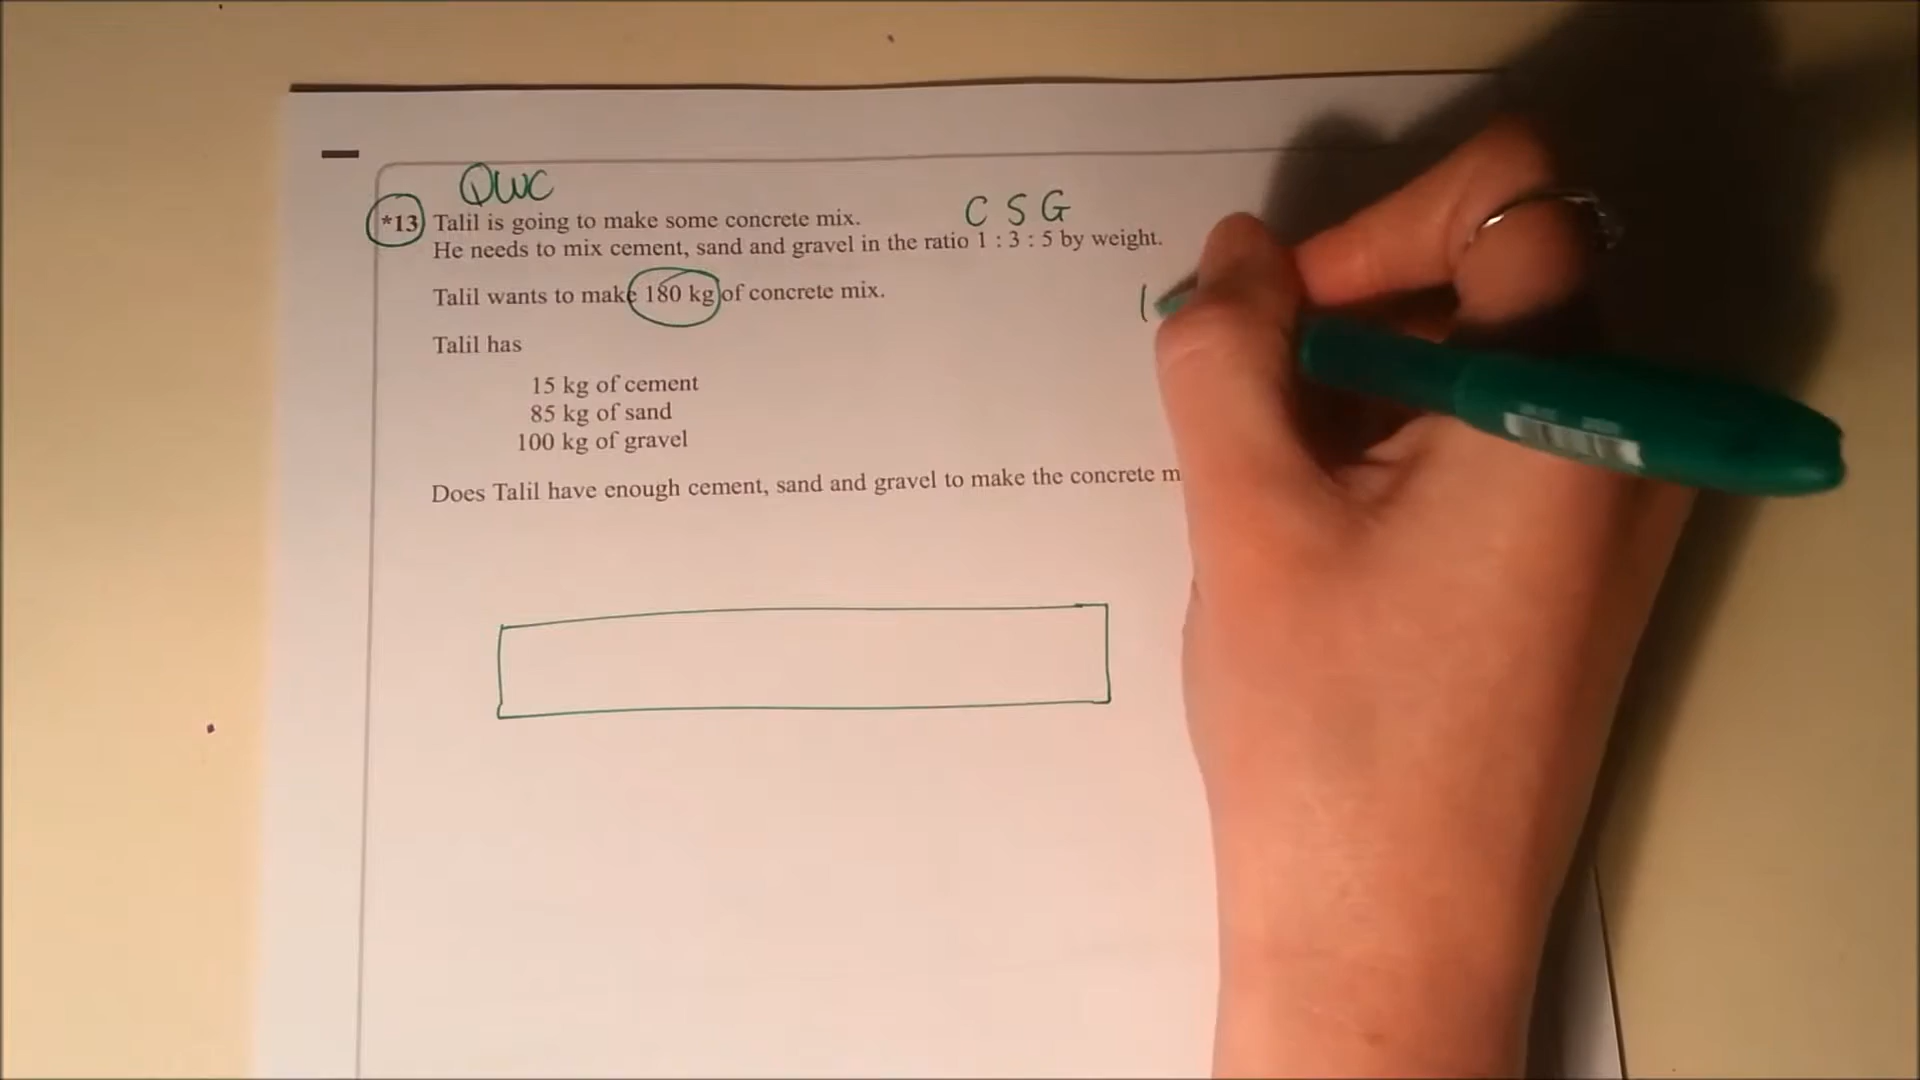 QWC
*13 Talil is going to make some concrete mix.
C S G
He needs to mix cement, sand and gravel in the ratio 1 : 3 : 5 by weight.
Talil wants to make 180 kg of concrete mix.
Talil has
15 kg of cement
85 kg of sand
100 kg of gravel
Does Talil have enough cement, sand and gravel to make the concrete m